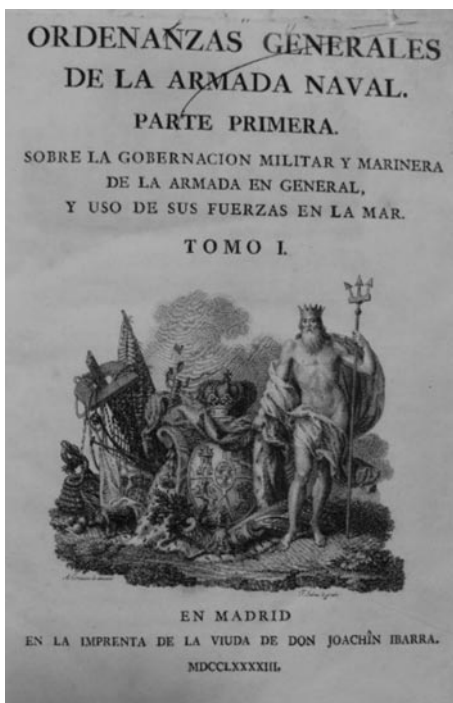 ORDENANZAS GENERALES
DE LA ARMADA NAVAL.
PARTE PRIMERA.
SOBRE LA GOBERNACION MILITAR Y MARINERA
DE LA ARMADA EN GENERAL,
Y USO DE SUS FUERZAS EN LA MAR.
TOMO I.
EN MADRID
EN LA IMPRENTA DE LA VIUDA DE DON JOACHÎN IBARRA.
MDCCLXXXXIII.